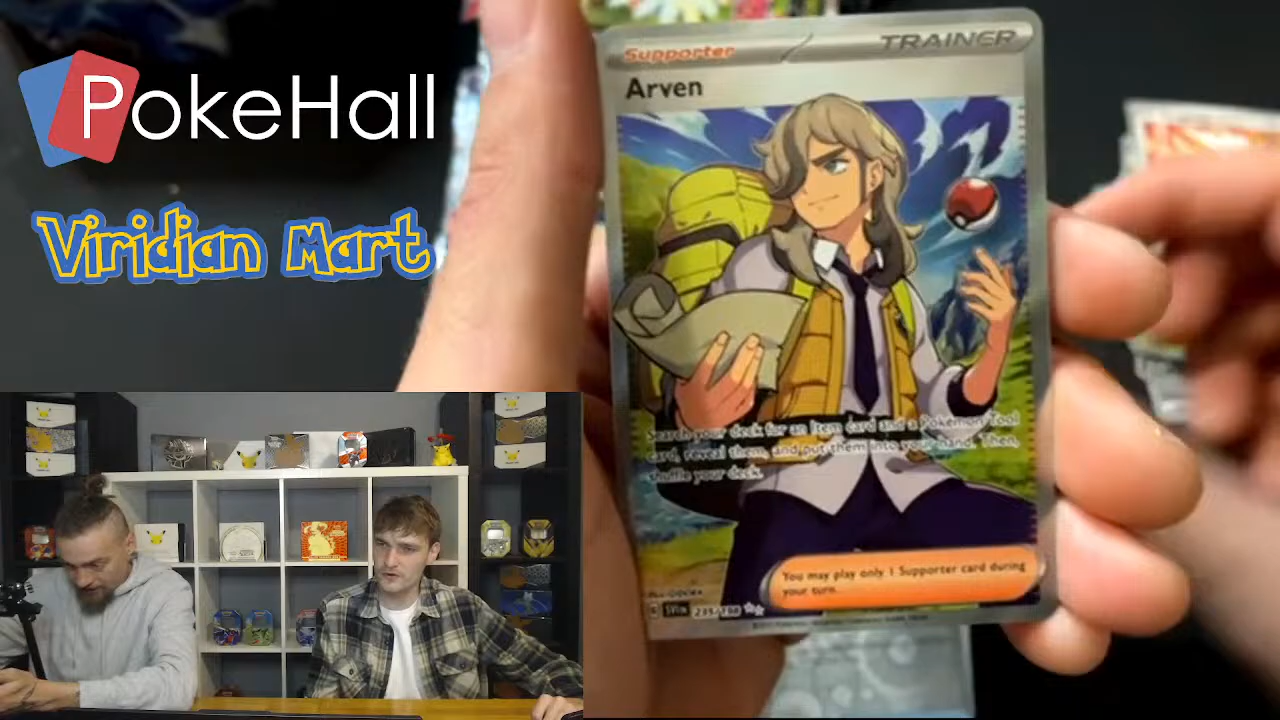 PokeHall
Viridian Mart
Supporter
TRAINER
Arven
Search your deck for an Item card and a Pokémon Tool
card, reveal them, and put them into your hand. Then,
shuffle your deck.
You may play only 1 Supporter card during
your turn.